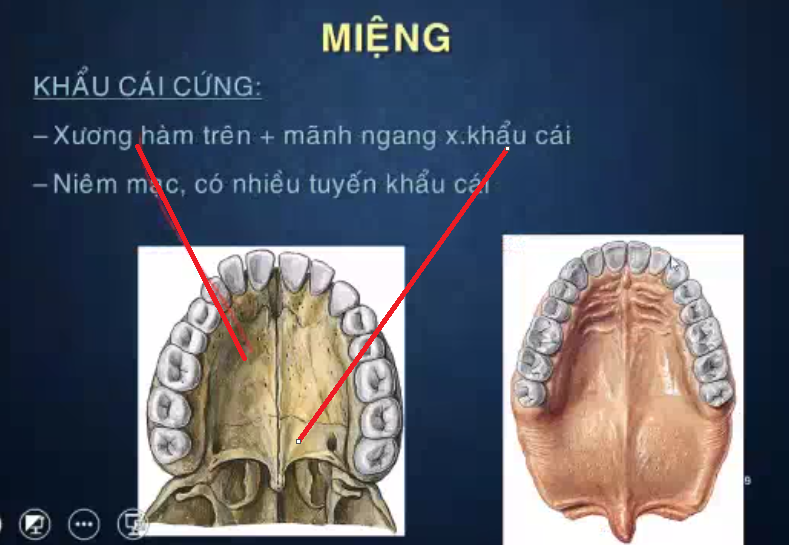 MIỆNG
KHẨU CÁI CỨNG:
– Xương hàm trên + mãnh ngang x.khẩu cái
– Niêm mạc, có nhiều tuyến khẩu cái